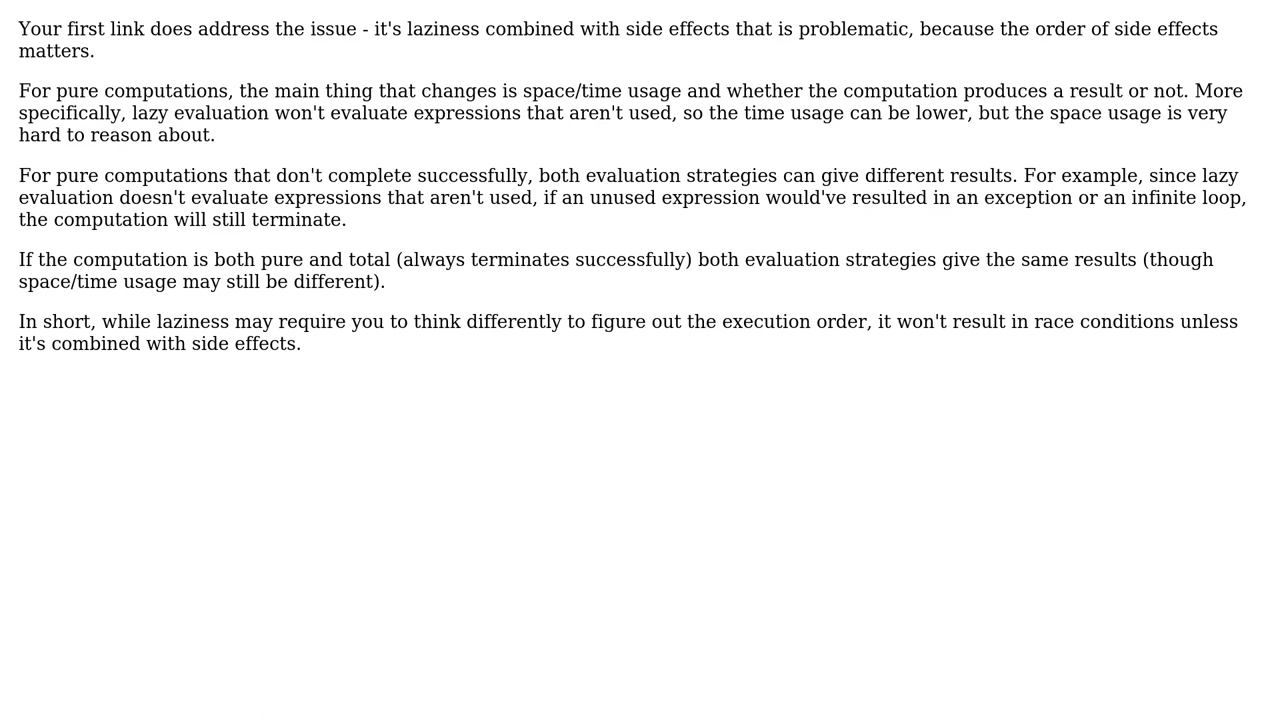 Your first link does address the issue - it's laziness combined with side effects that is problematic, because the order of side effects
matters.
For pure computations, the main thing that changes is space/time usage and whether the computation produces a result or not. More
specifically, lazy evaluation won't evaluate expressions that aren't used, so the time usage can be lower, but the space usage is very
hard to reason about.
For pure computations that don't complete successfully, both evaluation strategies can give different results. For example, since lazy
evaluation doesn't evaluate expressions that aren't used, if an unused expression would've resulted in an exception or an infinite loop,
the computation will still terminate.
If the computation is both pure and total (always terminates successfully) both evaluation strategies give the same results (though
space/time usage may still be different).
In short, while laziness may require you to think differently to figure out the execution order, it won't result in race conditions unless
it's combined with side effects.